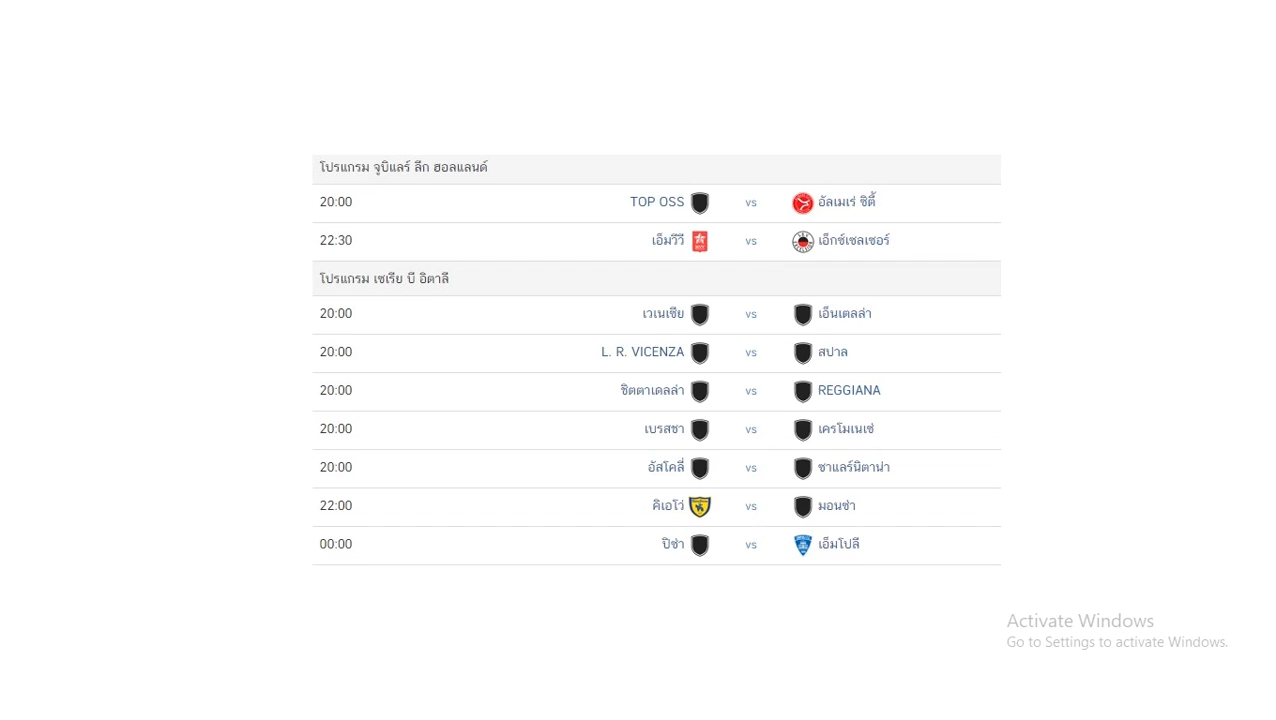 โปรแกรม จูบิแลร์ ลีก ฮอลแลนด์
20:00 TOP OSS vs อัลเมเร่ ซิตี้
22:30 เอ็มวีวี vs เอ็กซ์เซลเซอร์
โปรแกรม เซเรีย บี อิตาลี
20:00 เวเนเซีย vs เอ็นเตลล่า
20:00 L. R. VICENZA vs สปาล
20:00 ชิตตาเดลล่า vs REGGIANA
20:00 เบรสชา vs เครโมเนเซ่
20:00 อัสโคลี่ vs ซาแลร์นิตาน่า
22:00 คิเอโว่ vs มอนซ่า
00:00 ปิซ่า vs เอ็มโปลี
Activate Windows
Go to Settings to activate Windows.